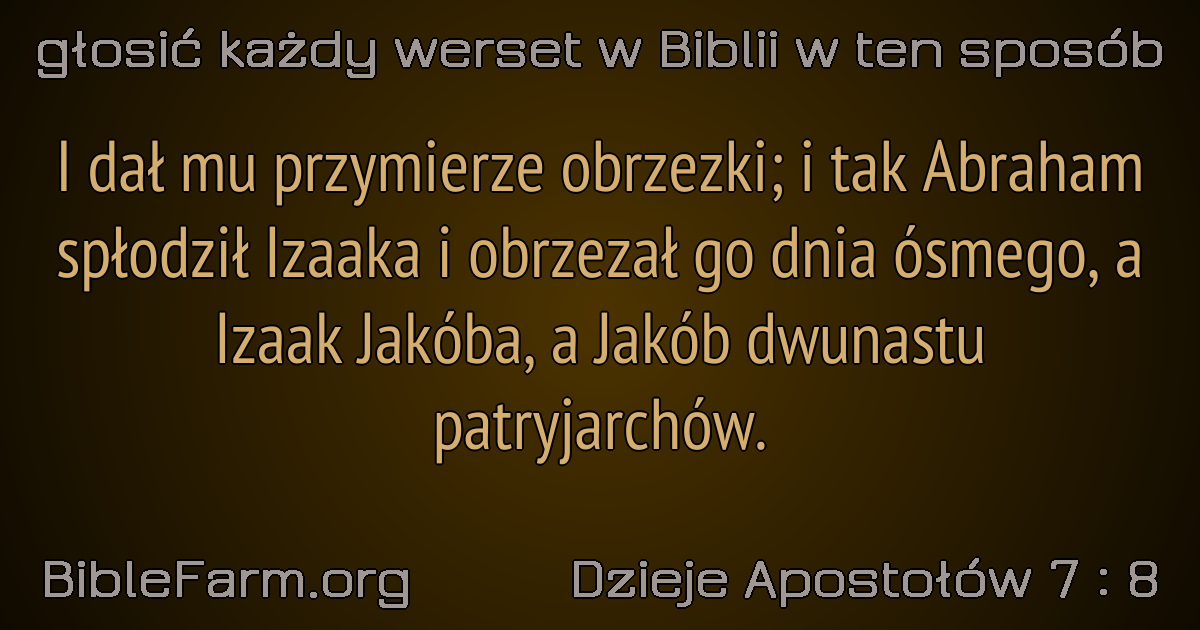 głosić każdy werset w Biblii w ten sposób
I dał mu przymierze obrzezki; i tak Abraham
spłodził Izaaka i obrzezał go dnia ósmego, a
Izaak Jakóba, a Jakób dwunastu
patryjarchów.
BibleFarm.org
Dzieje Apostołów 7 : 8